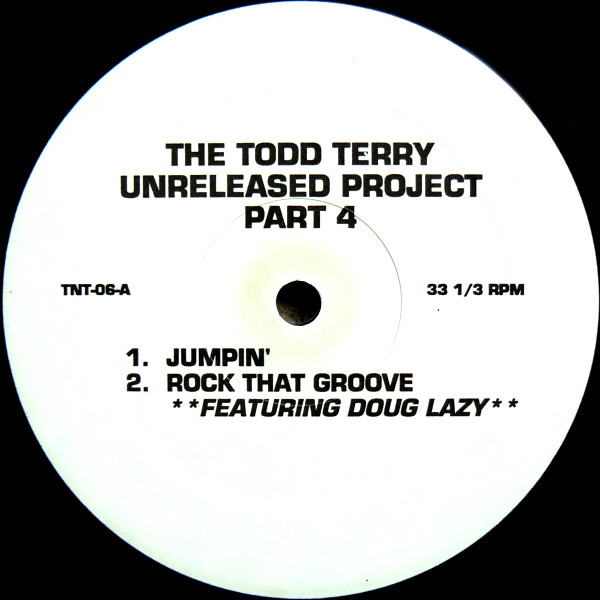 THE TODD TERRY
UNRELEASED PROJECT
PART 4
TNT-06-A 33 1/3 RPM
1. JUMPIN'
2. ROCK THAT GROOVE
**FEATURING DOUG LAZY**